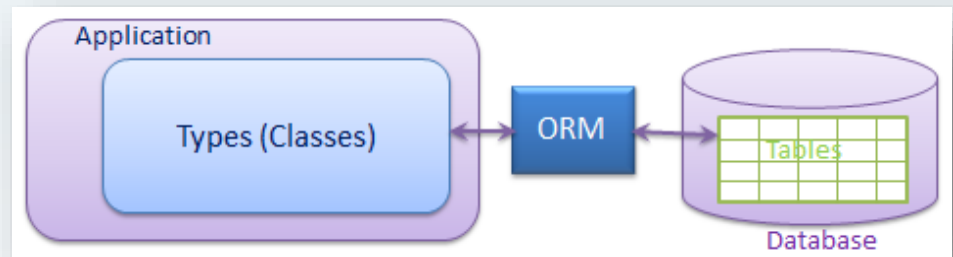 Application
Types (Classes)
ORM
Tables
Database